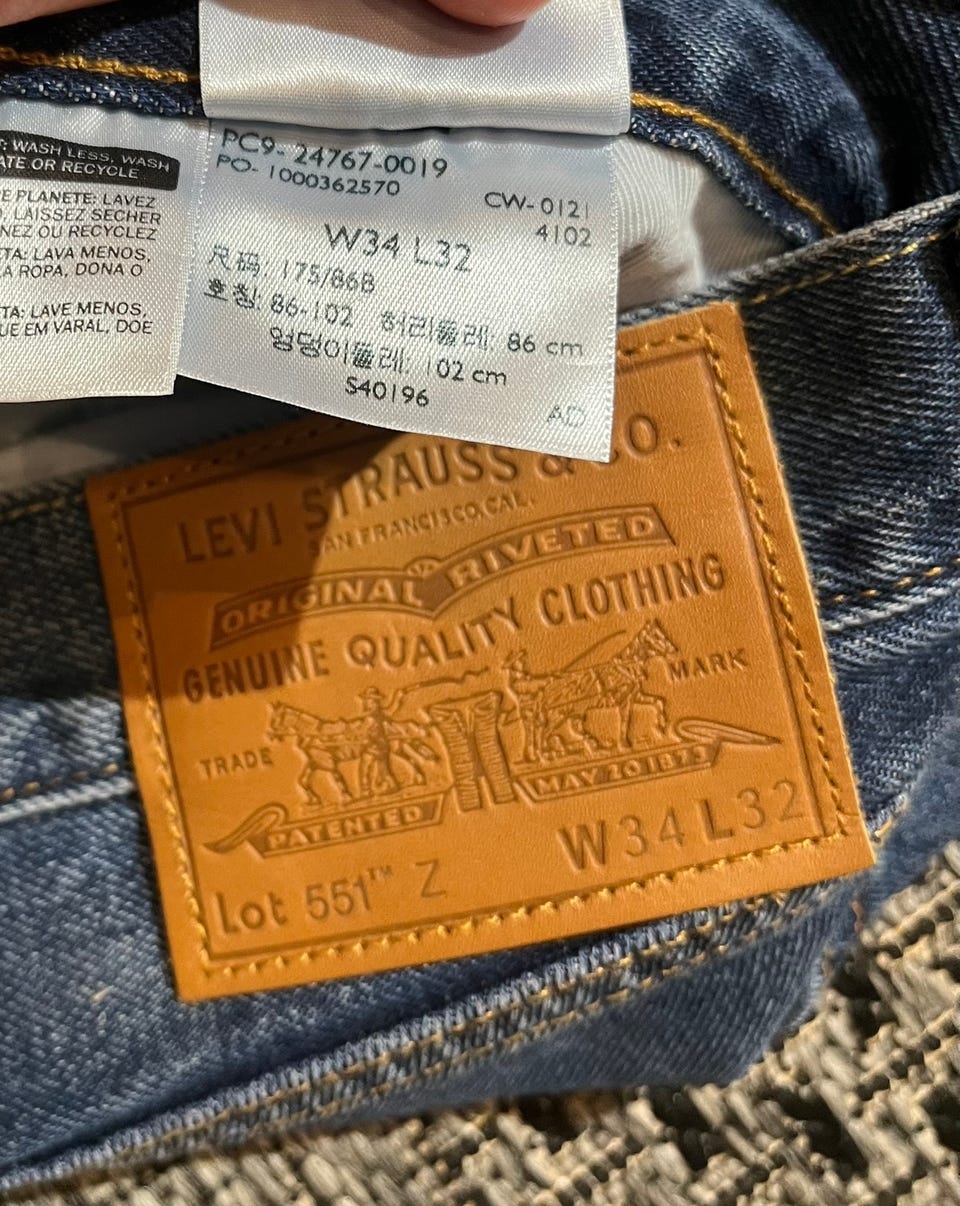 : WASH LESS, WASH
ATE OR RECYCLE
E PLANETE: LAVEZ
LAISSEZ SECHER
NEZ OU RECYCLEZ
TA: LAVA MENOS,
A ROPA, DONA O
TA: LAVE MENOS,
UE EM VARAL, DOE
PC9- 24767-0019
PO- 1000362570
CW- 0121
4102
W34 L32
尺码: 175/86B
호칭: 86-102 허리둘레: 86 cm
엉덩이둘레: 102 cm
S40196
AD
LEVI STRAUSS & CO.
SAN FRANCISCO, CAL.
ORIGINAL RIVETED
GENUINE QUALITY CLOTHING
TRADE MARK
PATENTED MAY 20 1873
Lot 551™ Z W34 L32